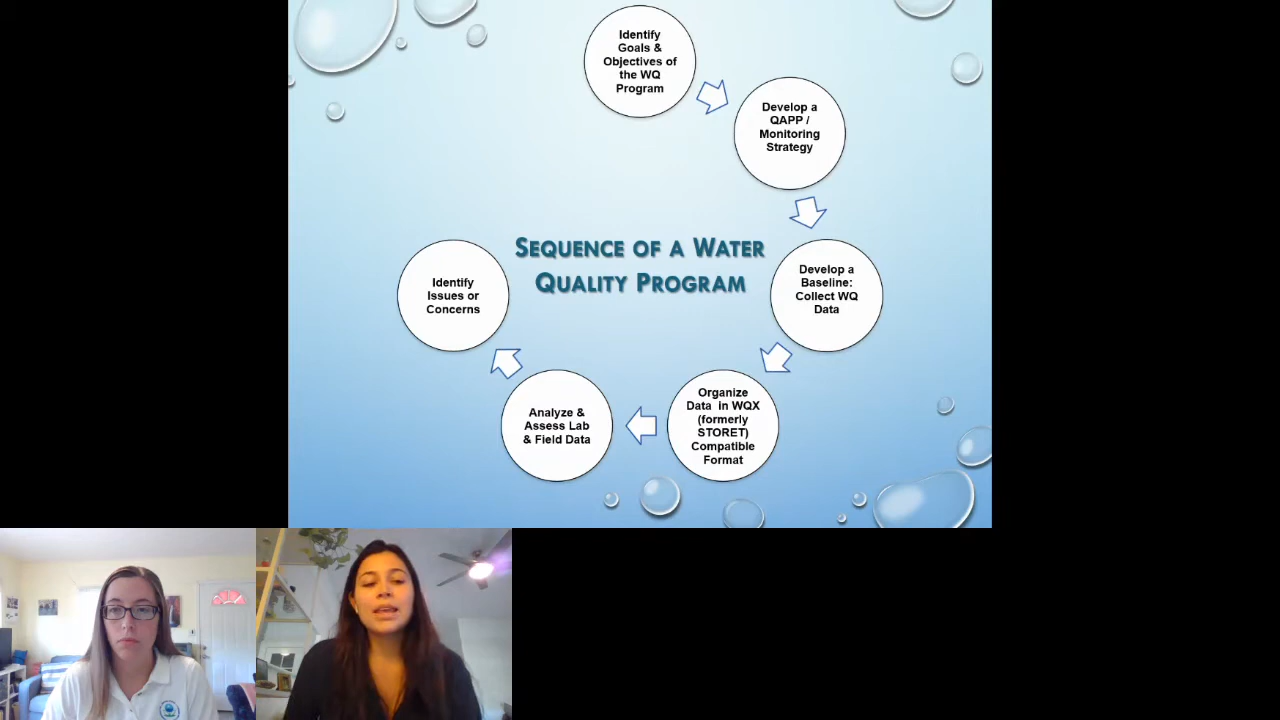 Identify
Goals &
Objectives of
the WQ
Program
Develop a
QAPP /
Monitoring
Strategy
Develop a
Baseline:
Collect WQ
Data
Organize
Data in WQX
(formerly
STORET)
Compatible
Format
Analyze &
Assess Lab
& Field Data
Identify
Issues or
Concerns
SEQUENCE OF A WATER
QUALITY PROGRAM